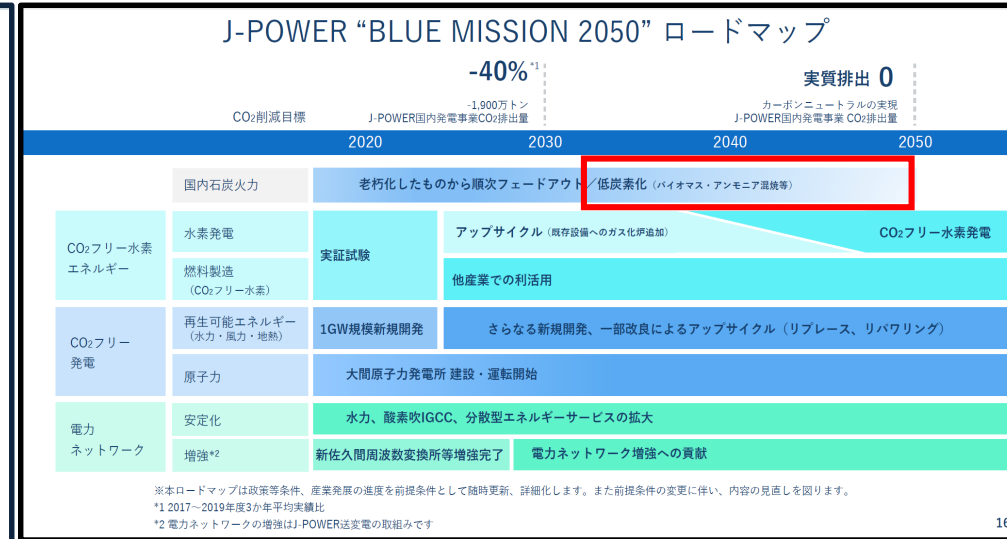 J-POWER “BLUE MISSION 2050” ロードマップ
-40%*1
実質排出 0
-1,900万トン
カーボンニュートラルの実現
CO2削減目標
J-POWER国内発電事業CO2排出量
J-POWER国内発電事業 CO2排出量
2020 2030 2040 2050
国内石炭火力
老朽化したものから順次フェードアウト／低炭素化（バイオマス・アンモニア混焼等）
CO2フリー水素
エネルギー
水素発電
実証試験
アップサイクル（既存設備へのガス化炉追加）
CO2フリー水素発電
燃料製造
（CO2フリー水素）
他産業での利活用
CO2フリー
発電
再生可能エネルギー
（水力・風力・地熱）
1GW規模新規開発
さらなる新規開発、一部改良によるアップサイクル（リプレース、リパワリング）
原子力
大間原子力発電所 建設・運転開始
電力
ネットワーク
安定化
水力、酸素吹IGCC、分散型エネルギーサービスの拡大
増強*2
新佐久間周波数変換所等増強完了
電力ネットワーク増強への貢献
※本ロードマップは政策等条件、産業発展の進度を前提条件として随時更新、詳細化します。また前提条件の変更に伴い、内容の見直しを図ります。
*1 2017～2019年度3か年平均実績比
*2 電力ネットワークの増強はJ-POWER送変電の取組みです
16